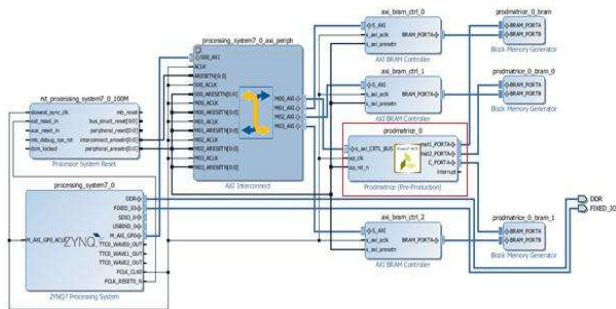 rst_processing_system7_0_100M
slowest_sync_clk
ext_reset_in
aux_reset_in
mb_debug_sys_rst
dcm_locked
mb_reset
bus_struct_reset[0:0]
peripheral_reset[0:0]
interconnect_aresetn[0:0]
peripheral_aresetn[0:0]
Processor System Reset
processing_system7_0
M_AXI_GP0_ACLK
ZYNQ
DDR
FIXED_IO
SDIO_0
USBIND_0
M_AXI_GP0
TTC0_WAVE0_OUT
TTC0_WAVE1_OUT
TTC0_WAVE2_OUT
FCLK_CLK0
FCLK_RESET0_N
ZYNQ7 Processing System
processing_system7_0_axi_periph
S00_AXI
ACLK
ARESETN[0:0]
S00_ACLK
S00_ARESETN[0:0]
M00_ACLK
M00_ARESETN[0:0]
M01_ACLK
M01_ARESETN[0:0]
M02_ACLK
M02_ARESETN[0:0]
M03_ACLK
M03_ARESETN[0:0]
M00_AXI
M01_AXI
M02_AXI
M03_AXI
AXI Interconnect
axi_bram_ctrl_0
S_AXI
s_axi_aclk
s_axi_aresetn
BRAM_PORTA
BRAM_PORTB
AXI BRAM Controller
axi_bram_ctrl_1
S_AXI
s_axi_aclk
s_axi_aresetn
BRAM_PORTA
AXI BRAM Controller
prodmatrice_0
s_axi_CRTL_BUS
ap_clk
ap_rst_n
mat1_PORTA
mat2_PORTA
C_PORTA
interrupt
Prodmatrice (Pre-Production)
axi_bram_ctrl_2
S_AXI
s_axi_aclk
s_axi_aresetn
BRAM_PORTA
AXI BRAM Controller
prodmatrice_0_bram
BRAM_PORTA
BRAM_PORTB
Block Memory Generator
prodmatrice_0_bram_0
BRAM_PORTA
BRAM_PORTB
Block Memory Generator
prodmatrice_0_bram_1
BRAM_PORTA
BRAM_PORTB
Block Memory Generator
DDR
FIXED_IO